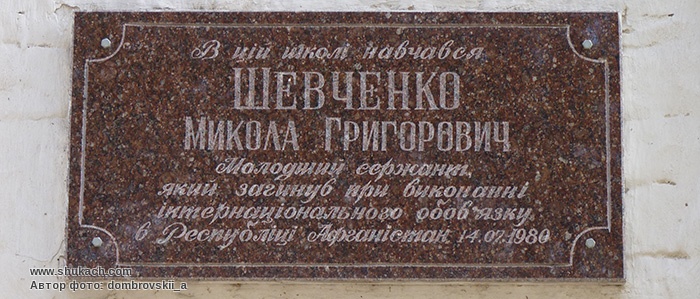 В цій школі навчався
ШЕВЧЕНКО
МИКОЛА ГРИГОРОВИЧ
Молодший сержант,
який загинув при виконанні
інтернаціонального обов'язку
в Республіці Афганістан 14.07.1980
www.shukach.com
Автор фото: dombrovskii_a